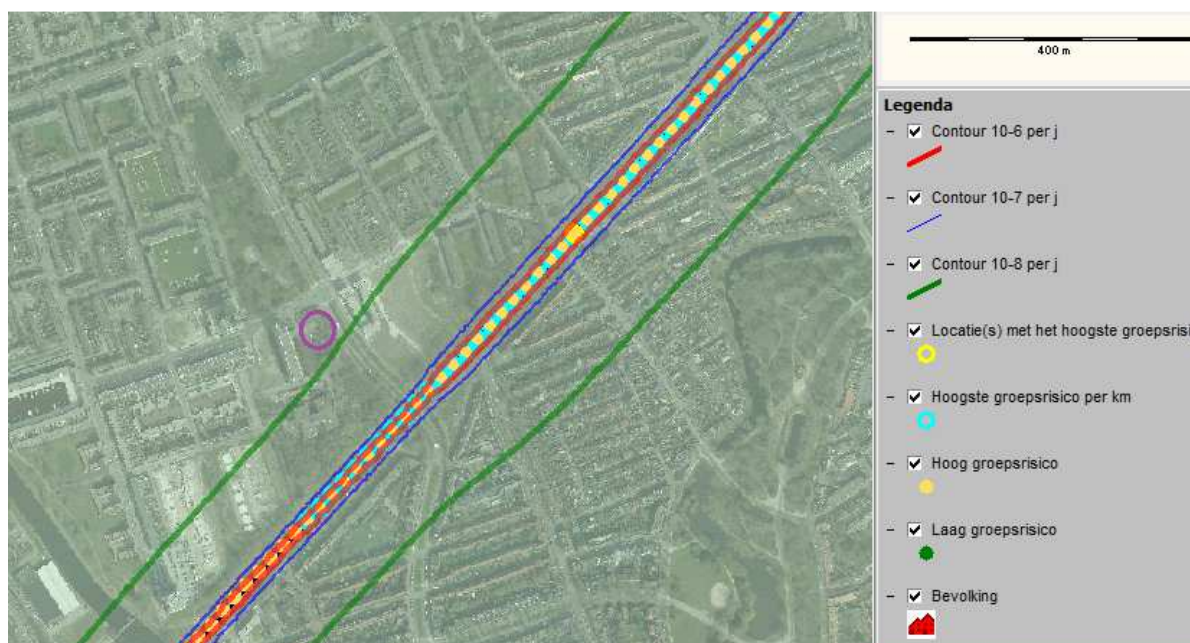 400 m
Legenda
Contour 10-6 per j
Contour 10-7 per j
Contour 10-8 per j
Locatie(s) met het hoogste groepsrisi
Hoogste groepsrisico per km
Hoog groepsrisico
Laag groepsrisico
Bevolking